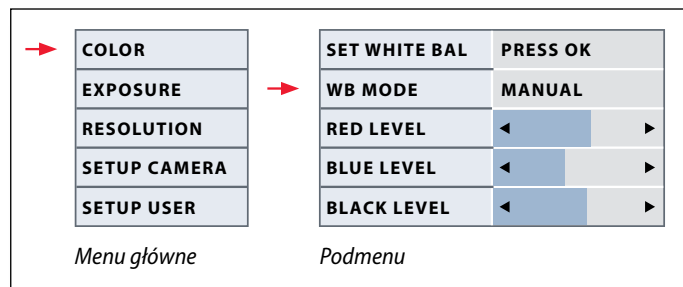 COLOR
EXPOSURE
RESOLUTION
SETUP CAMERA
SETUP USER
Menu główne
SET WHITE BAL PRESS OK
WB MODE MANUAL
RED LEVEL
BLUE LEVEL
BLACK LEVEL
Podmenu